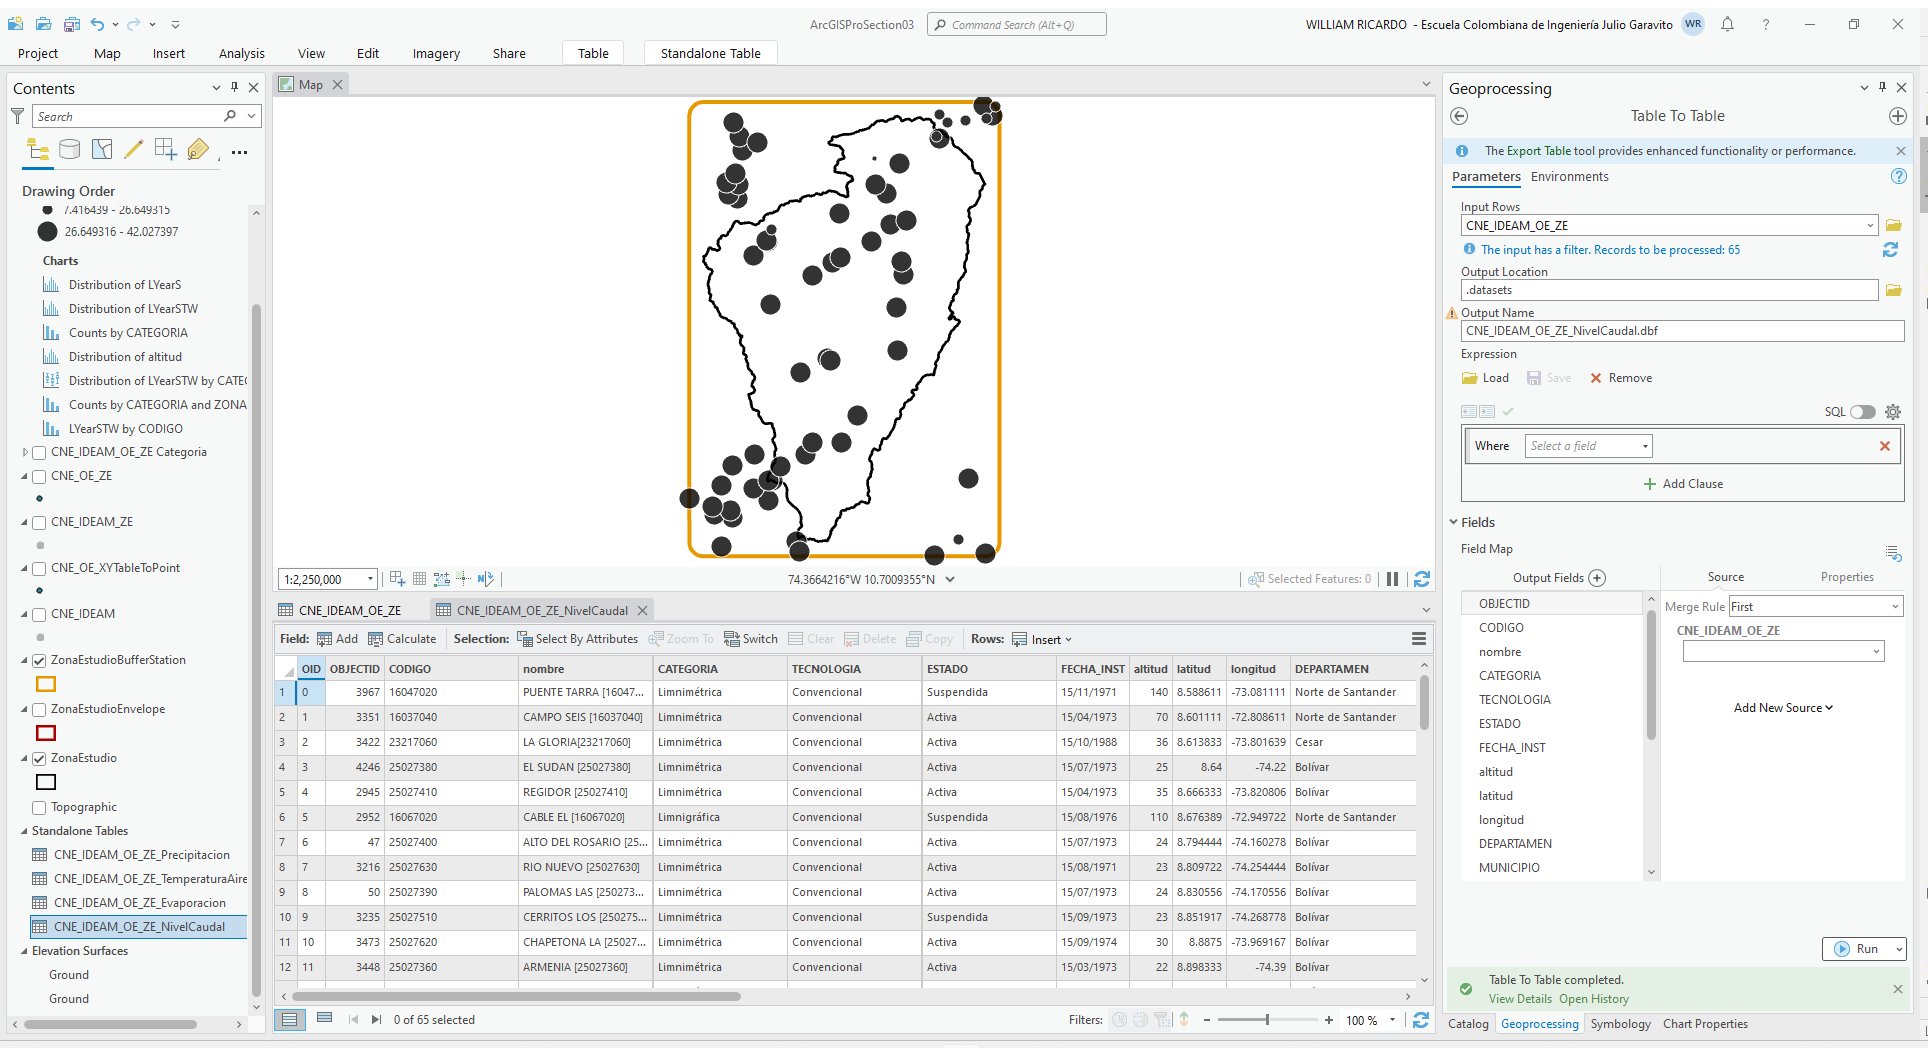 ArcGISProSection03
Command Search (Alt+Q)
WILLIAM RICARDO - Escuela Colombiana de Ingeniería Julio Garavito
WR
?
Project Map Insert Analysis View Edit Imagery Share Table Standalone Table
Contents
Search
Drawing Order
7.416439 - 26.649315
26.649316 - 42.027397
Charts
Distribution of LYearS
Distribution of LYearSTW
Counts by CATEGORIA
Distribution of altitud
Distribution of LYearSTW by CATE
Counts by CATEGORIA and ZONA
LYearSTW by CODIGO
CNE_IDEAM_OE_ZE Categoria
CNE_OE_ZE
CNE_IDEAM_ZE
CNE_OE_XYTableToPoint
CNE_IDEAM
ZonaEstudioBufferStation
ZonaEstudioEnvelope
ZonaEstudio
Topographic
Standalone Tables
CNE_IDEAM_OE_ZE_Precipitacion
CNE_IDEAM_OE_ZE_TemperaturaAire
CNE_IDEAM_OE_ZE_Evaporacion
CNE_IDEAM_OE_ZE_NivelCaudal
Elevation Surfaces
Ground
Ground
Map
1:2,250,000
74.3664216°W 10.7009355°N
Selected Features: 0
CNE_IDEAM_OE_ZE
CNE_IDEAM_OE_ZE_NivelCaudal
Field: Add Calculate Selection: Select By Attributes Zoom To Switch Clear Delete Copy Rows: Insert
OID OBJECTID CODIGO nombre CATEGORIA TECNOLOGIA ESTADO FECHA_INST altitud latitud longitud DEPARTAMEN
1 0 3967 16047020 PUENTE TARRA [16047... Limnimétrica Convencional Suspendida 15/11/1971 140 8.588611 -73.081111 Norte de Santander
2 1 3351 16037040 CAMPO SEIS [16037040] Limnimétrica Convencional Activa 15/04/1973 70 8.601111 -72.808611 Norte de Santander
3 2 3422 23217060 LA GLORIA[23217060] Limnimétrica Convencional Activa 15/10/1988 36 8.613833 -73.801639 Cesar
4 3 4246 25027380 EL SUDAN [25027380] Limnimétrica Convencional Activa 15/07/1973 25 8.64 -74.22 Bolívar
5 4 2945 25027410 REGIDOR [25027410] Limnimétrica Convencional Activa 15/04/1973 35 8.666333 -73.820806 Bolívar
6 5 2952 16067020 CABLE EL [16067020] Limnigráfica Convencional Suspendida 15/08/1976 110 8.676389 -72.949722 Norte de Santander
7 6 47 25027400 ALTO DEL ROSARIO [25... Limnimétrica Convencional Activa 15/07/1973 24 8.794444 -74.160278 Bolívar
8 7 3216 25027630 RIO NUEVO [25027630] Limnimétrica Convencional Activa 15/08/1971 23 8.809722 -74.254444 Bolívar
9 8 50 25027390 PALOMAS LAS [250273... Limnimétrica Convencional Activa 15/07/1973 24 8.830556 -74.170556 Bolívar
10 9 3235 25027510 CERRITOS LOS [250275... Limnimétrica Convencional Suspendida 15/09/1973 23 8.851917 -74.268778 Bolívar
11 10 3473 25027620 CHAPETONA LA [25027... Limnimétrica Convencional Activa 15/09/1974 30 8.8875 -73.969167 Bolívar
12 11 3448 25027360 ARMENIA [25027360] Limnimétrica Convencional Activa 15/03/1973 22 8.898333 -74.39 Bolívar
0 of 65 selected
Filters:
100 %
Geoprocessing
Table To Table
The Export Table tool provides enhanced functionality or performance.
Parameters Environments
?
Input Rows
CNE_IDEAM_OE_ZE
The input has a filter. Records to be processed: 65
Output Location
.datasets
Output Name
CNE_IDEAM_OE_ZE_NivelCaudal.dbf
Expression
Load Save Remove
SQL
Where Select a field
Add Clause
Fields
Field Map
Output Fields
Source Properties
OBJECTID
CODIGO
nombre
CATEGORIA
TECNOLOGIA
ESTADO
FECHA_INST
altitud
latitud
longitud
DEPARTAMEN
MUNICIPIO
Merge Rule First
CNE_IDEAM_OE_ZE
Add New Source
Run
Table To Table completed.
View Details Open History
Catalog Geoprocessing Symbology Chart Properties